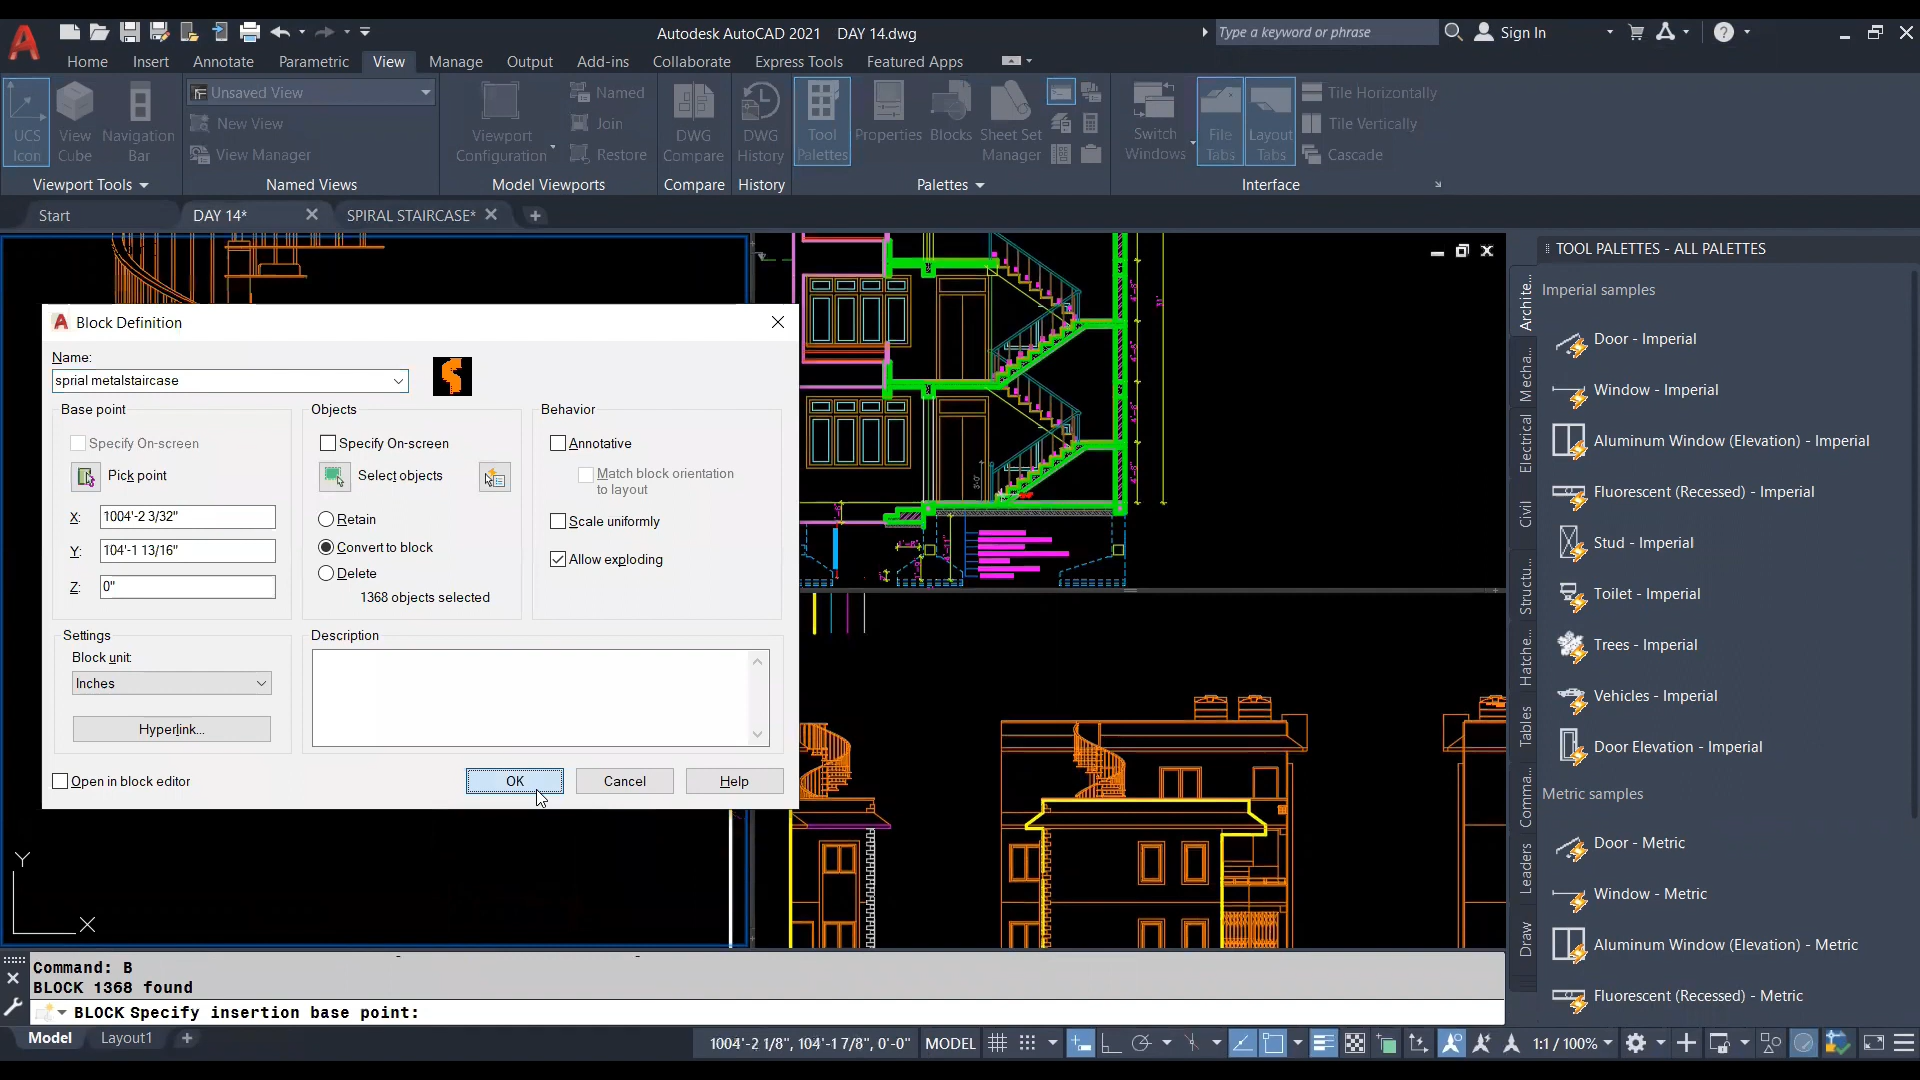 Autodesk AutoCAD 2021 DAY 14.dwg
Type a keyword or phrase
Sign In
Home Insert Annotate Parametric View Manage Output Add-ins Collaborate Express Tools Featured Apps
UCS Icon
View Cube
Navigation Bar
Unsaved View
New View
View Manager
Viewport Configuration
Named
Join
Restore
DWG Compare
DWG History
Tool Palettes
Properties
Blocks
Sheet Set Manager
Switch Windows
File Tabs
Layout Tabs
Tile Horizontally
Tile Vertically
Cascade
Viewport Tools Named Views Model Viewports Compare History Palettes Interface
Start DAY 14* SPIRAL STAIRCASE*
Block Definition
Name:
sprial metalstaircase
Base point
Specify On-screen
Pick point
X: 1004'-2 3/32"
Y: 104'-1 13/16"
Z: 0"
Objects
Specify On-screen
Select objects
Retain
Convert to block
Delete
1368 objects selected
Behavior
Annotative
Match block orientation
to layout
Scale uniformly
Allow exploding
Settings
Block unit:
Inches
Hyperlink...
Description
Open in block editor
OK Cancel Help
Y
X
TOOL PALETTES - ALL PALETTES
Archite...
Mecha...
Electrical
Civil
Structu...
Hatche...
Tables
Comma...
Leaders
Draw
Imperial samples
Door - Imperial
Window - Imperial
Aluminum Window (Elevation) - Imperial
Fluorescent (Recessed) - Imperial
Stud - Imperial
Toilet - Imperial
Trees - Imperial
Vehicles - Imperial
Door Elevation - Imperial
Metric samples
Door - Metric
Window - Metric
Aluminum Window (Elevation) - Metric
Fluorescent (Recessed) - Metric
Command: B
BLOCK 1368 found
BLOCK Specify insertion base point:
Model Layout1
1004'-2 1/8", 104'-1 7/8", 0'-0" MODEL 1:1 / 100%